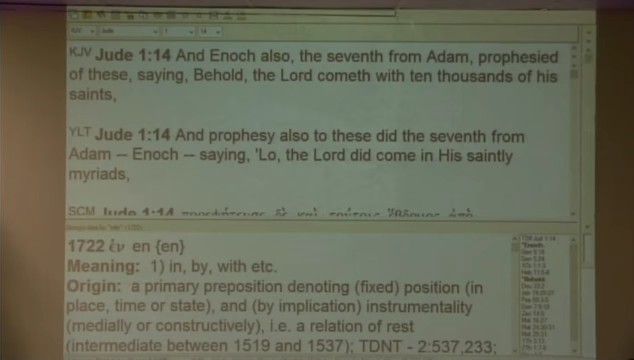 KJV Jude 1:14 And Enoch also, the seventh from Adam, prophesied
of these, saying, Behold, the Lord cometh with ten thousands of his
saints,
YLT Jude 1:14 And prophesy also to these did the seventh from
Adam -- Enoch -- saying, 'Lo, the Lord did come in His saintly
myriads,
SCM Jude 1:14
1722 ἐν en {en}
Meaning: 1) in, by, with etc.
Origin: a primary preposition denoting (fixed) position (in
place, time or state), and (by implication) instrumentality
(medially or constructively), i.e. a relation of rest
(intermediate between 1519 and 1537); TDNT - 2:537,233;